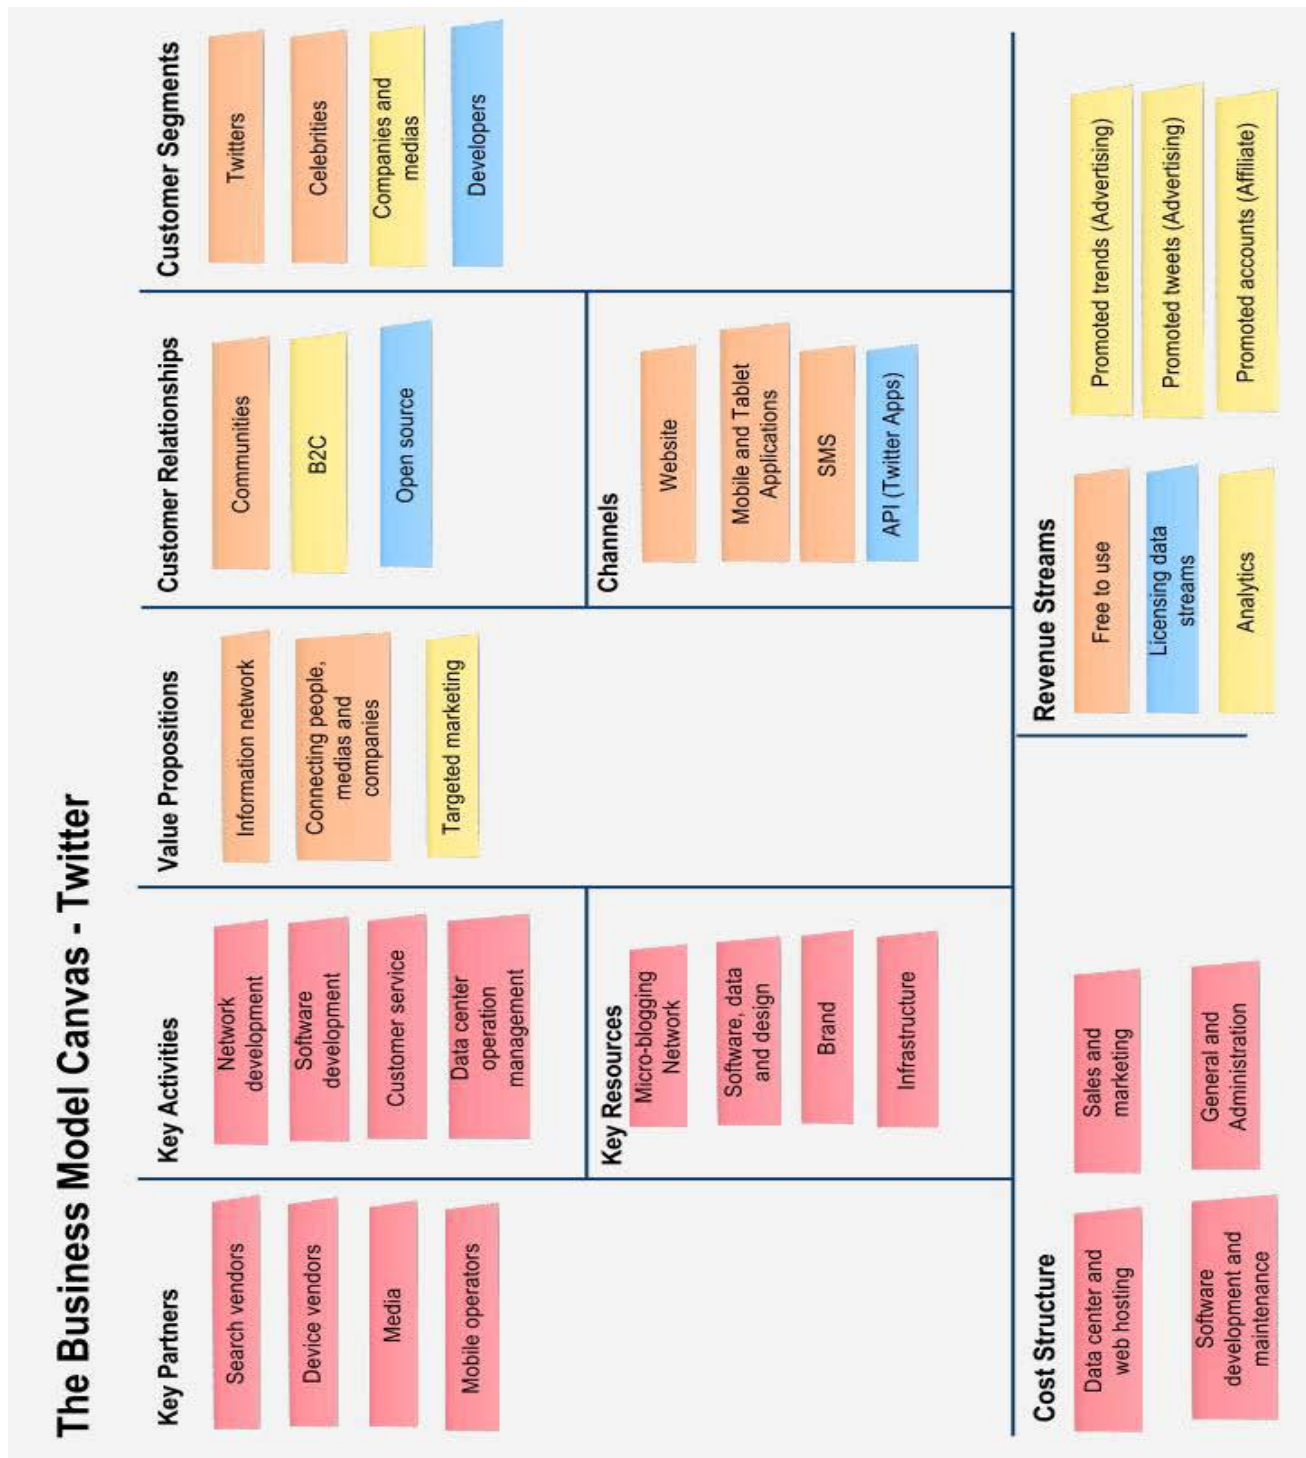 The Business Model Canvas - Twitter
Key Partners
Search vendors
Device vendors
Media
Mobile operators
Key Activities
Network
development
Software
development
Customer service
Data center
operation
management
Key Resources
Micro-blogging
Network
Software, data
and design
Brand
Infrastructure
Value Propositions
Information network
Connecting people,
medias and
companies
Targeted marketing
Customer Relationships
Communities
B2C
Open source
Channels
Website
Mobile and Tablet
Applications
SMS
API (Twitter Apps)
Customer Segments
Twitters
Celebrities
Companies and
medias
Developers
Cost Structure
Data center and
web hosting
Sales and
marketing
Software
development and
maintenance
General and
Administration
Revenue Streams
Free to use
Promoted trends (Advertising)
Licensing data
streams
Promoted tweets (Advertising)
Analytics
Promoted accounts (Affiliate)